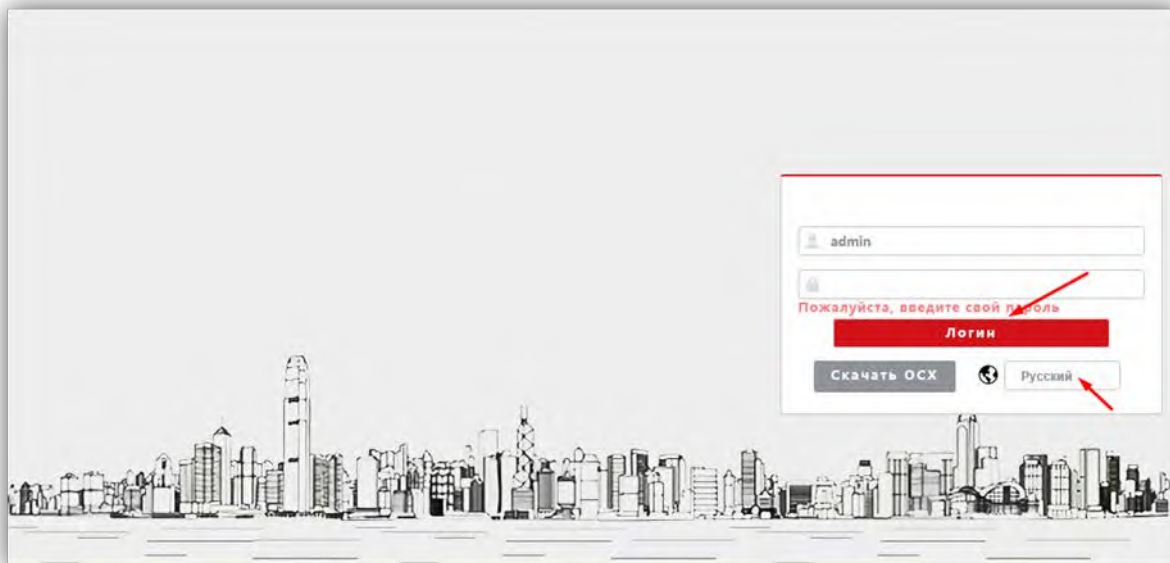 admin
Пожалуйста, введите свой пароль
Логин
Скачать OCX
Русский